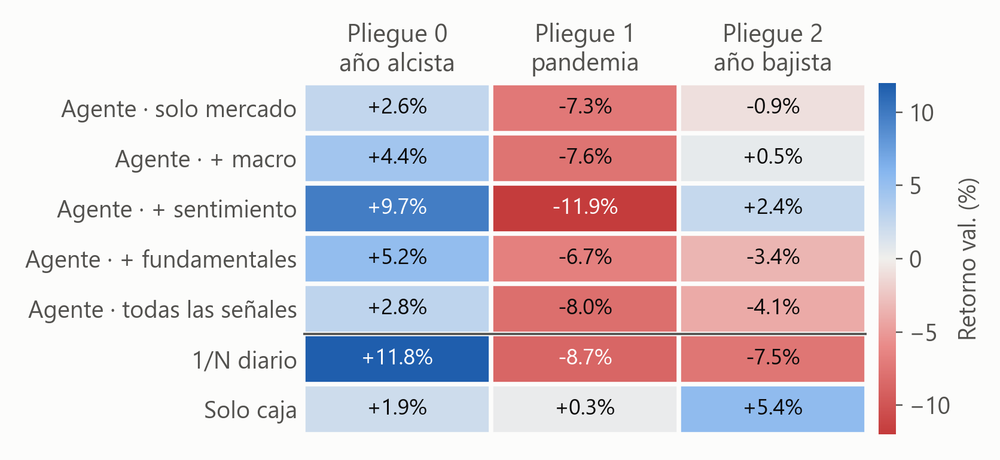 Pliegue 0
año alcista
Pliegue 1
pandemia
Pliegue 2
año bajista
Agente · solo mercado
+2.6%
-7.3%
-0.9%
Agente · + macro
+4.4%
-7.6%
+0.5%
Agente · + sentimiento
+9.7%
-11.9%
+2.4%
Agente · + fundamentales
+5.2%
-6.7%
-3.4%
Agente · todas las señales
+2.8%
-8.0%
-4.1%
1/N diario
+11.8%
-8.7%
-7.5%
Solo caja
+1.9%
+0.3%
+5.4%
10
5
0
−5
−10
Retorno val. (%)